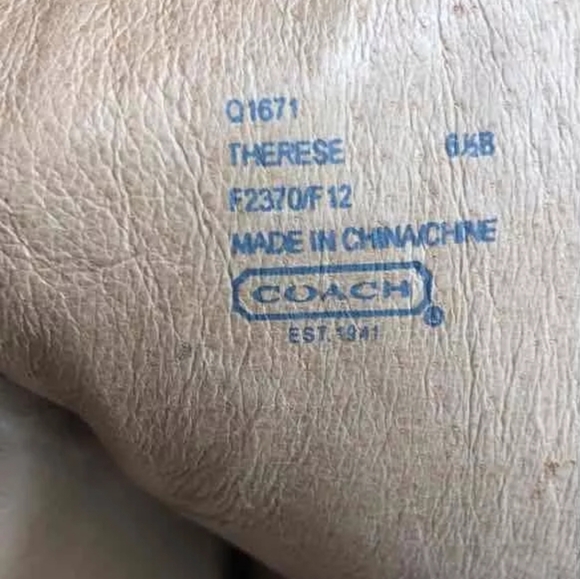 Q1671
THERESE 6½B
F2370/F12
MADE IN CHINA/CHINE
COACH
EST. 1941